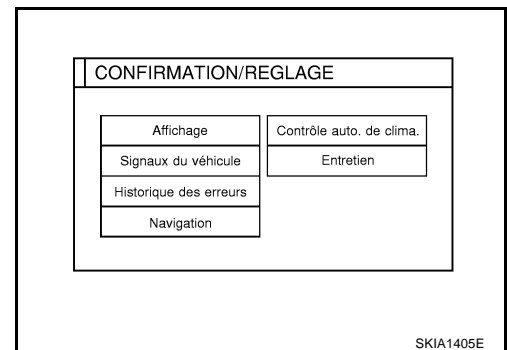 CONFIRMATION/REGLAGE
Affichage
Contrôle auto. de clima.
Signaux du véhicule
Entretien
Historique des erreurs
Navigation
SKIA1405E